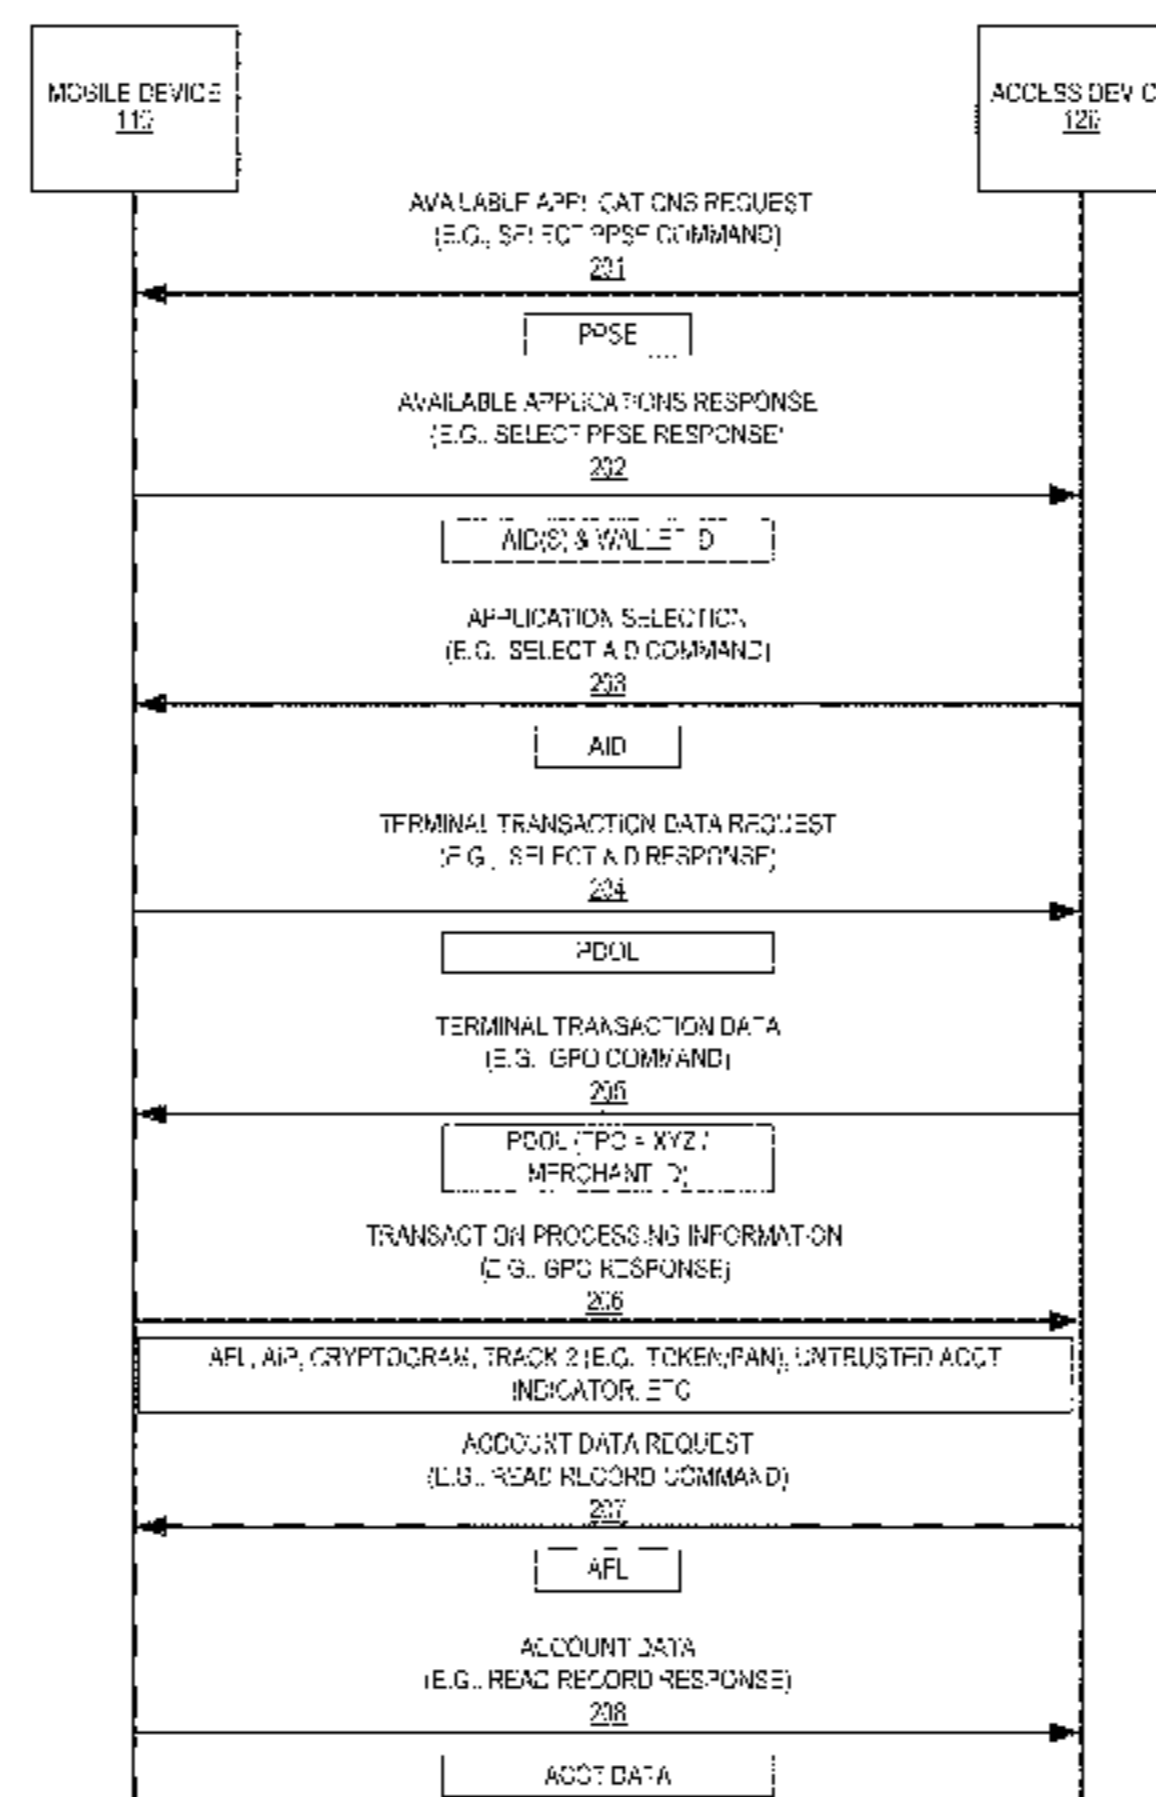 MOBILE DEVICE
110
ACCESS DEVIC
120
AVAILABLE APPLICATIONS REQUEST
(E.G., SELECT PPSE COMMAND)
201
PPSE
AVAILABLE APPLICATIONS RESPONSE
(E.G., SELECT PPSE RESPONSE)
202
AID(S) & WALLET ID
APPLICATION SELECTION
(E.G., SELECT AID COMMAND)
203
AID
TERMINAL TRANSACTION DATA REQUEST
(E.G., SELECT AID RESPONSE)
204
PDOL
TERMINAL TRANSACTION DATA
(E.G., GPO COMMAND)
205
PDOL (TPO = XYZ /
MERCHANT ID)
TRANSACTION PROCESSING INFORMATION
(E.G., GPO RESPONSE)
206
AFL, AIP, CRYPTOGRAM, TRACK 2 (E.G., TOKEN/PAN), UNTRUSTED ACCT
INDICATOR, ETC
ACCOUNT DATA REQUEST
(E.G., READ RECORD COMMAND)
207
AFL
ACCOUNT DATA
(E.G., READ RECORD RESPONSE)
208
ACCT DATA